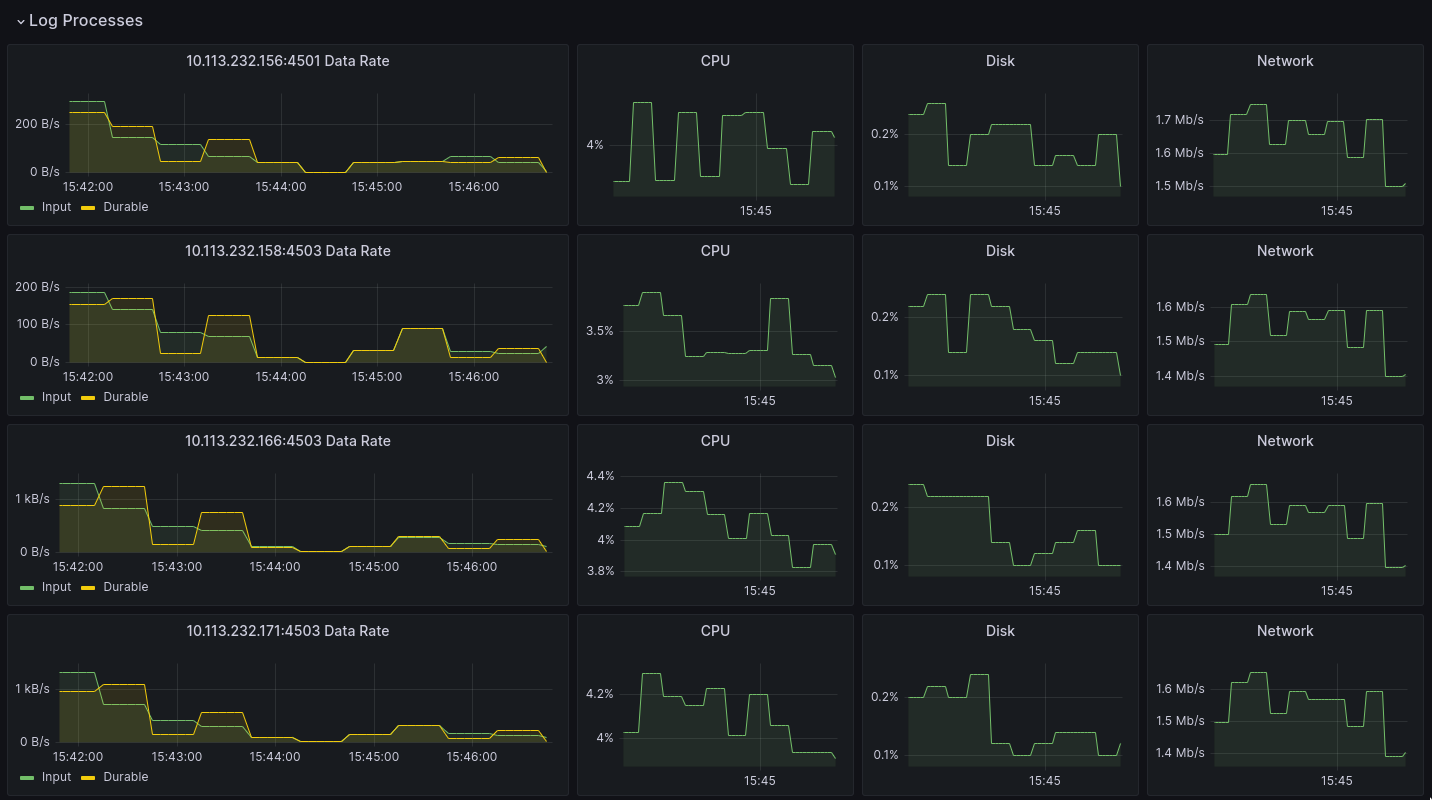 Log Processes
10.113.232.156:4501 Data Rate
200 B/s
0 B/s
15:42:00 15:43:00 15:44:00 15:45:00 15:46:00
Input Durable
CPU
4%
15:45
Disk
0.2%
0.1%
15:45
Network
1.7 Mb/s
1.6 Mb/s
1.5 Mb/s
15:45
10.113.232.158:4503 Data Rate
200 B/s
100 B/s
0 B/s
15:42:00 15:43:00 15:44:00 15:45:00 15:46:00
Input Durable
CPU
3.5%
3%
15:45
Disk
0.2%
0.1%
15:45
Network
1.6 Mb/s
1.5 Mb/s
1.4 Mb/s
15:45
10.113.232.166:4503 Data Rate
1 kB/s
0 B/s
15:42:00 15:43:00 15:44:00 15:45:00 15:46:00
Input Durable
CPU
4.4%
4.2%
4%
3.8%
15:45
Disk
0.2%
0.1%
15:45
Network
1.6 Mb/s
1.5 Mb/s
1.4 Mb/s
15:45
10.113.232.171:4503 Data Rate
1 kB/s
0 B/s
15:42:00 15:43:00 15:44:00 15:45:00 15:46:00
Input Durable
CPU
4.2%
4%
15:45
Disk
0.2%
0.1%
15:45
Network
1.6 Mb/s
1.5 Mb/s
1.4 Mb/s
15:45